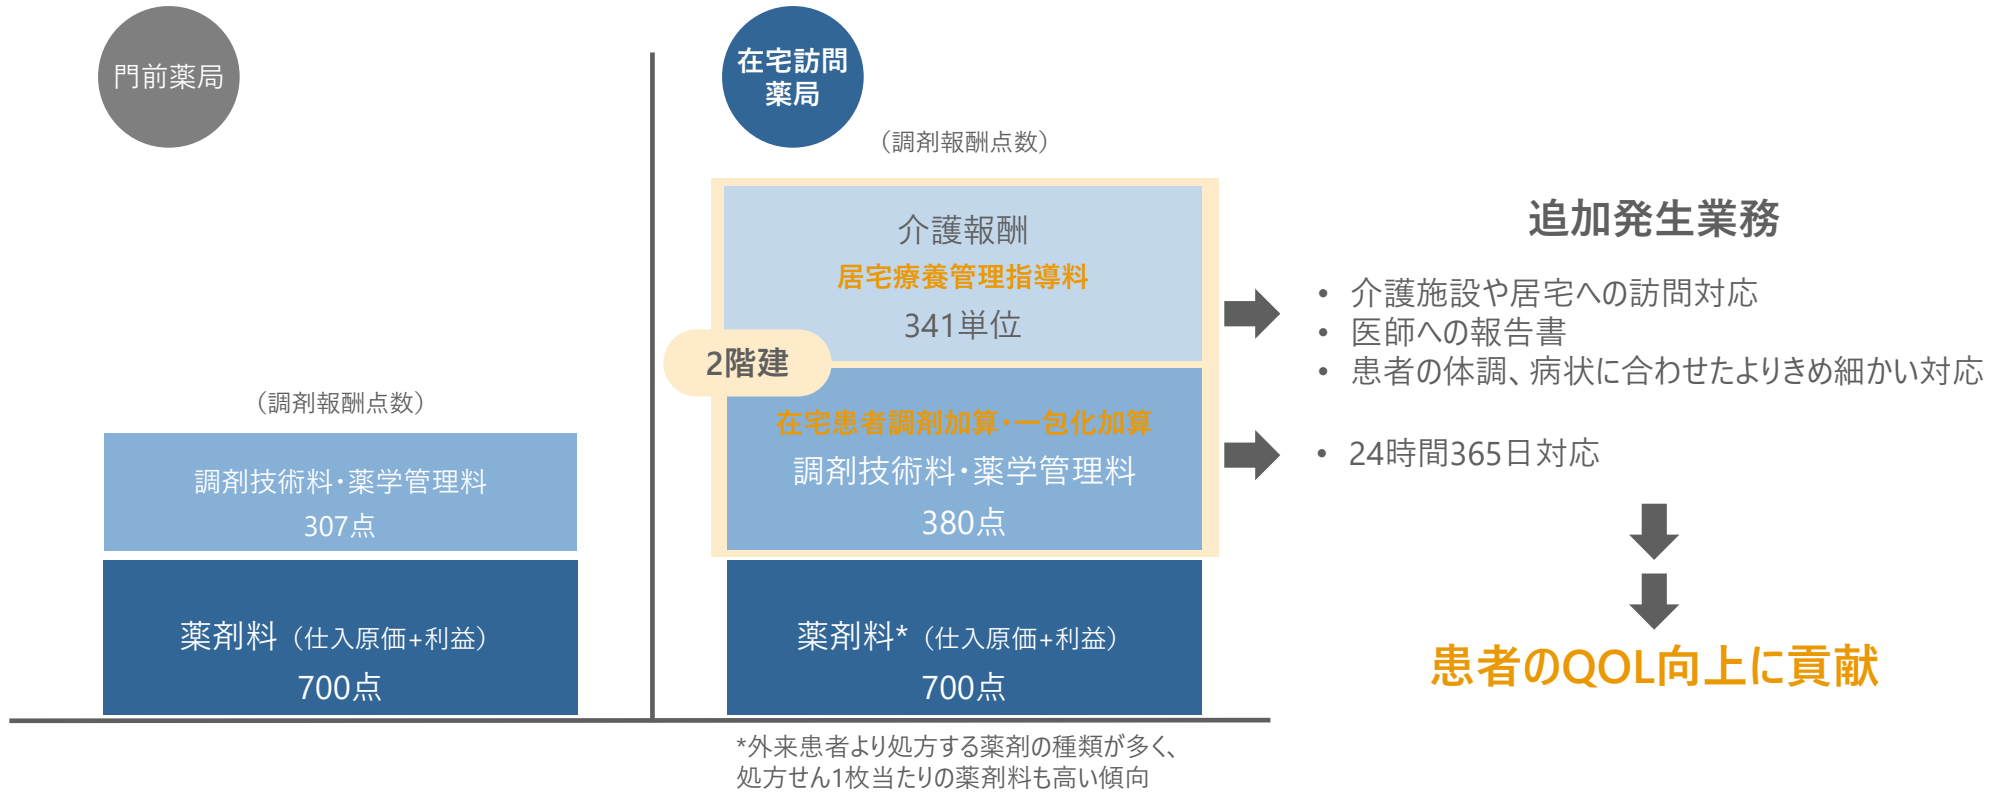 門前薬局
（調剤報酬点数）
調剤技術料・薬学管理料
307点
薬剤料（仕入原価+利益）
700点
在宅訪問
薬局
（調剤報酬点数）
介護報酬
居宅療養管理指導料
341単位
2階建
在宅患者調剤加算・一包化加算
調剤技術料・薬学管理料
380点
薬剤料*（仕入原価+利益）
700点
*外来患者より処方する薬剤の種類が多く、
処方せん1枚当たりの薬剤料も高い傾向
追加発生業務
• 介護施設や居宅への訪問対応
• 医師への報告書
• 患者の体調、病状に合わせたよりきめ細かい対応
• 24時間365日対応
患者のQOL向上に貢献